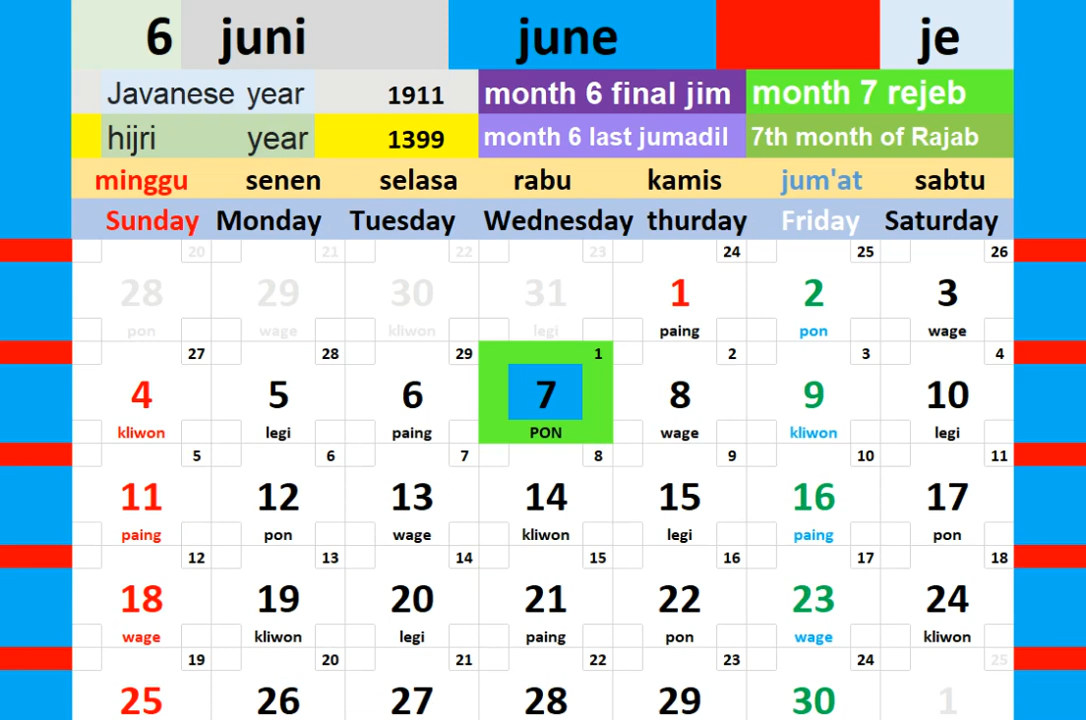 6 juni june je
Javanese year 1911 month 6 final jim month 7 rejeb
hijri year 1399 month 6 last jumadil 7th month of Rajab
minggu senen selasa rabu kamis jum'at sabtu
Sunday Monday Tuesday Wednesday thurday Friday Saturday
20 21 22 23 24 25 26
28 29 30 31 1 2 3
pon wage kliwon legi paing pon wage
27 28 29 1 2 3 4
4 5 6 7 8 9 10
kliwon legi paing PON wage kliwon legi
5 6 7 8 9 10 11
11 12 13 14 15 16 17
paing pon wage kliwon legi paing pon
12 13 14 15 16 17 18
18 19 20 21 22 23 24
wage kliwon legi paing pon wage kliwon
19 20 21 22 23 24 25
25 26 27 28 29 30 1